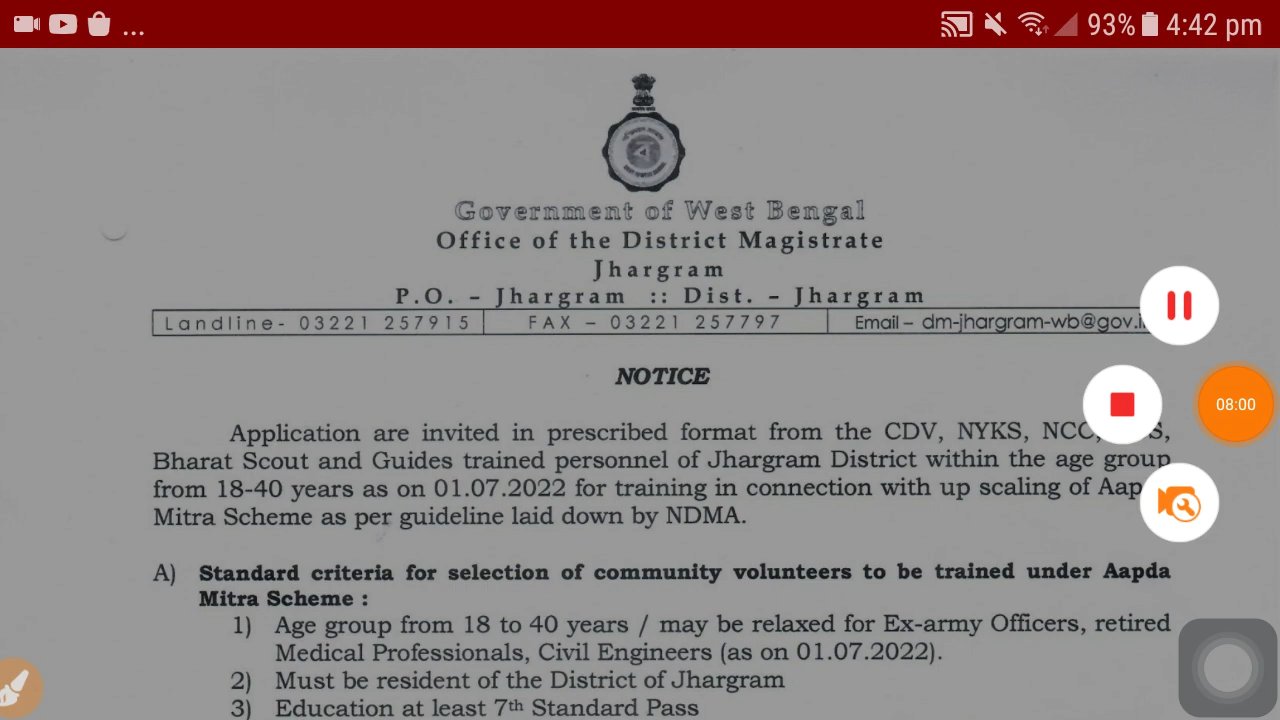 ... 93% 4:42 pm
Government of West Bengal
Office of the District Magistrate
Jhargram
P.O. – Jhargram :: Dist. – Jhargram
Landline- 03221 257915 FAX – 03221 257797 Email – dm-jhargram-wb@gov.i
NOTICE
Application are invited in prescribed format from the CDV, NYKS, NCC,
Bharat Scout and Guides trained personnel of Jhargram District within the age group
from 18-40 years as on 01.07.2022 for training in connection with up scaling of Aap
08:00
Mitra Scheme as per guideline laid down by NDMA.
A) Standard criteria for selection of community volunteers to be trained under Aapda
Mitra Scheme :
1) Age group from 18 to 40 years / may be relaxed for Ex-army Officers, retired
Medical Professionals, Civil Engineers (as on 01.07.2022).
2) Must be resident of the District of Jhargram
3) Education at least 7th Standard Pass